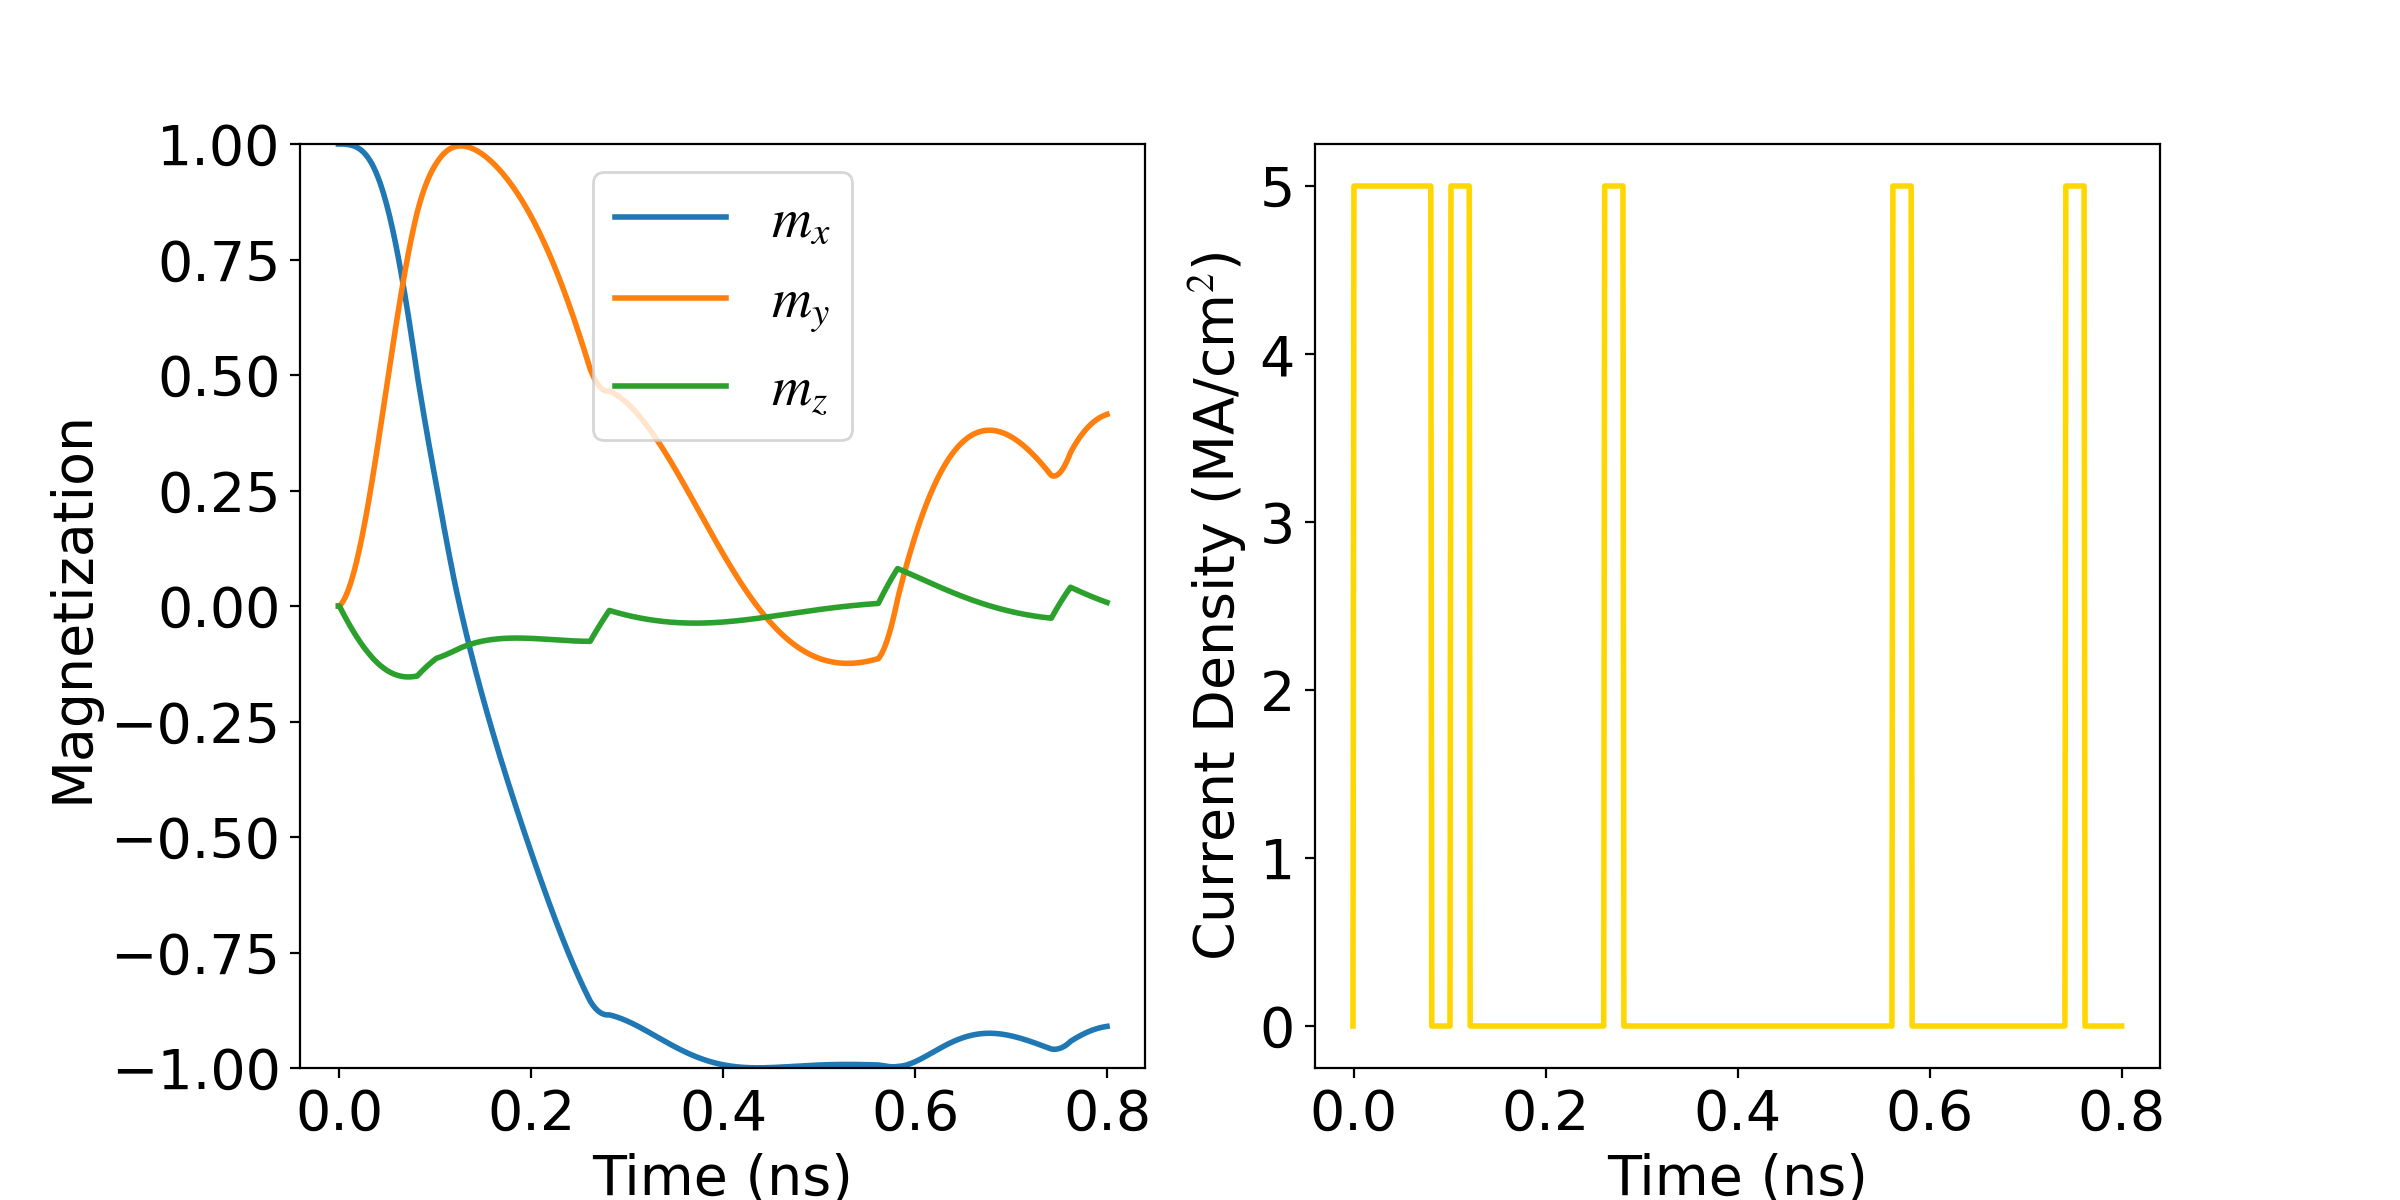 1.00
0.75
0.50
0.25
0.00
−0.25
−0.50
−0.75
−1.00
Magnetization
0.0 0.2 0.4 0.6 0.8
Time (ns)
m_x
m_y
m_z
5
4
3
2
1
0
Current Density (MA/cm²)
0.0 0.2 0.4 0.6 0.8
Time (ns)